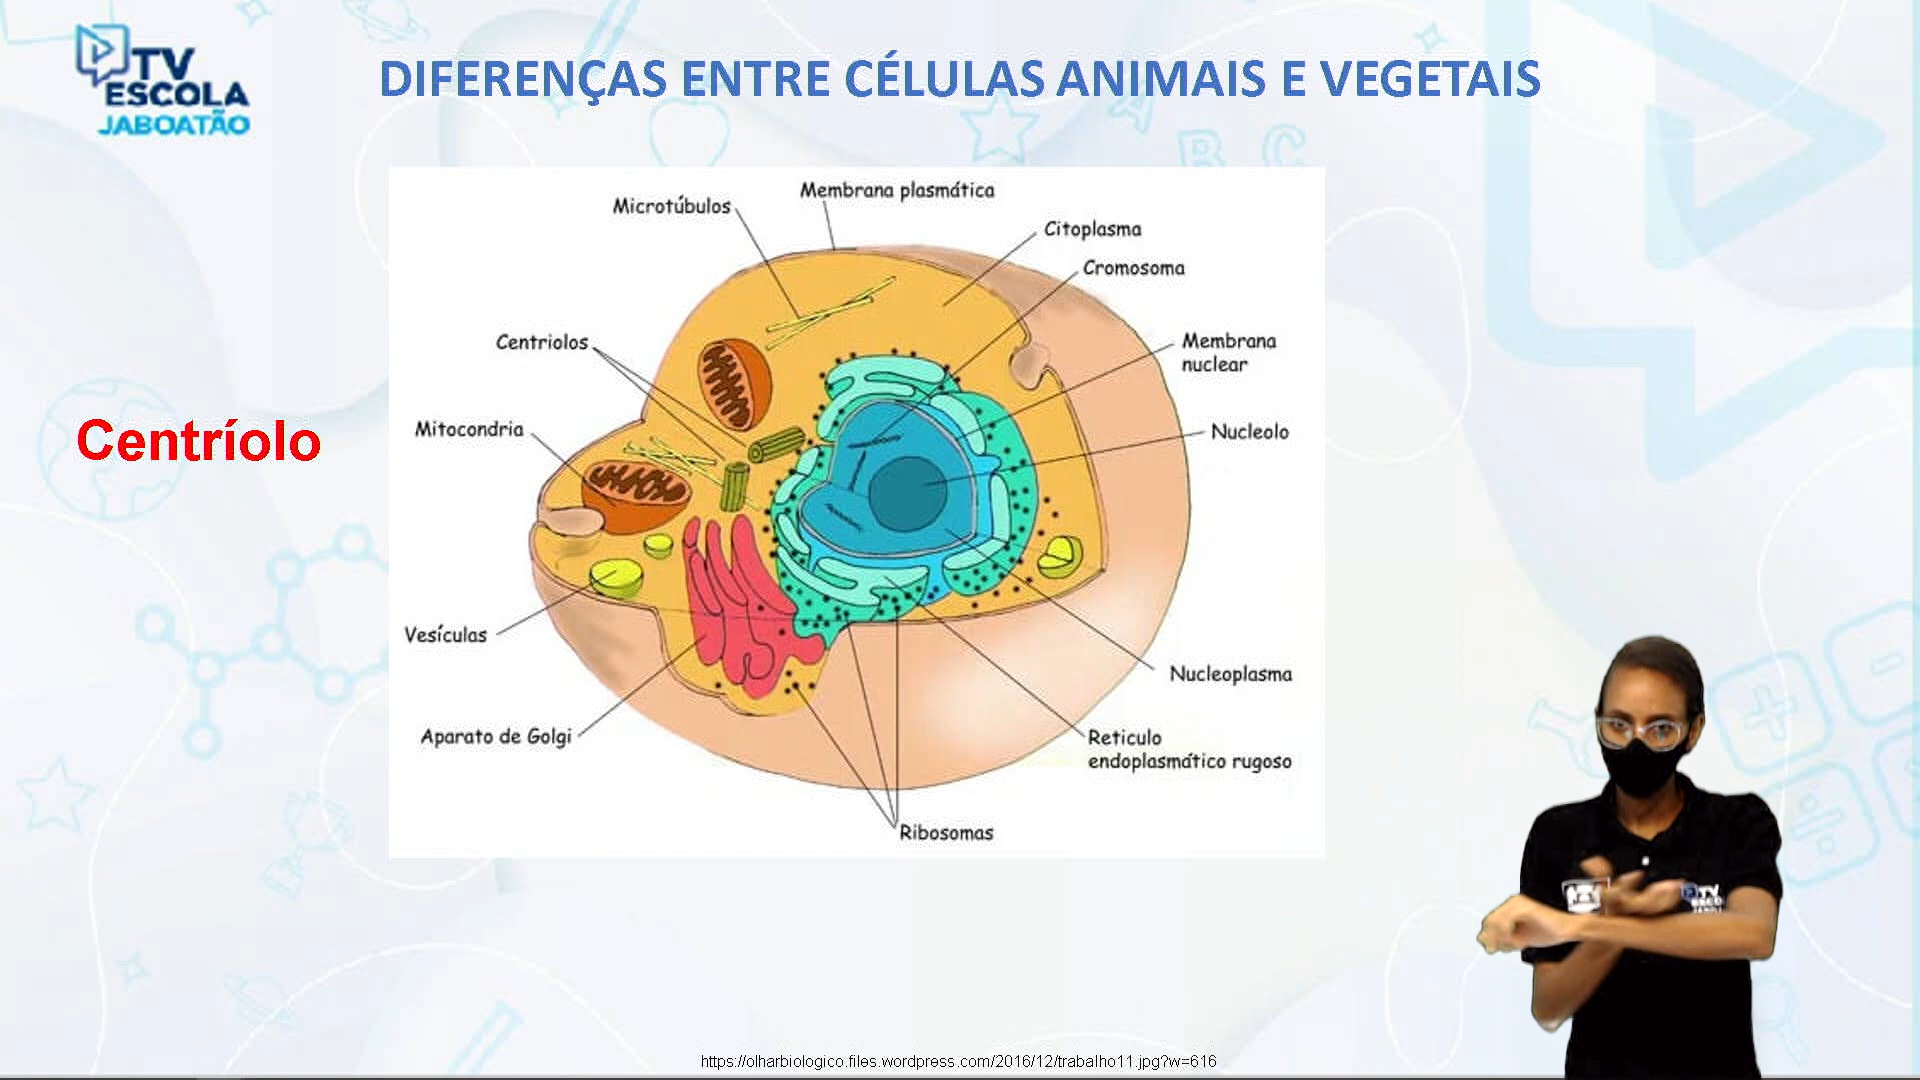 TV
ESCOLA
JABOATÃO
DIFERENÇAS ENTRE CÉLULAS ANIMAIS E VEGETAIS
Membrana plasmática
Microtúbulos
Citoplasma
Cromosoma
Centriolos
Membrana
nuclear
Mitocondria
Nucleolo
Centríolo
Vesículas
Nucleoplasma
Aparato de Golgi
Reticulo
endoplasmático rugoso
Ribosomas
https://olharbiologico.files.wordpress.com/2016/12/trabalho11.jpg?w=616